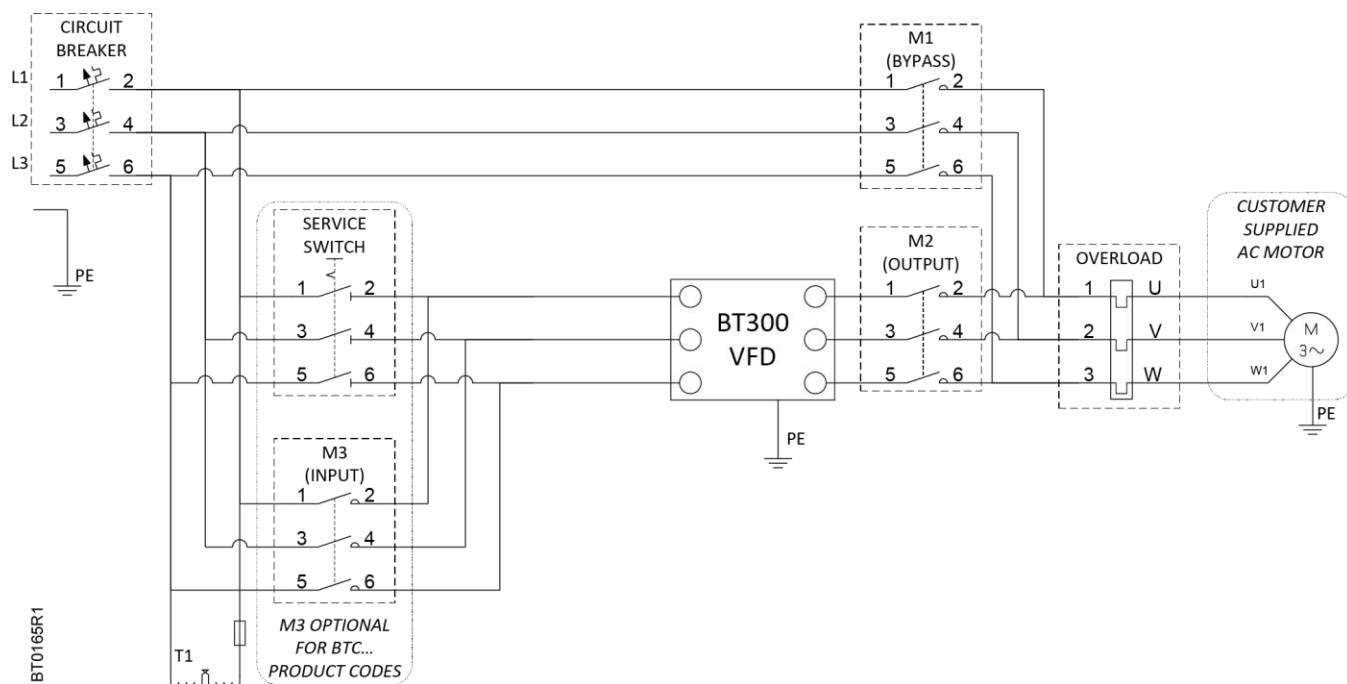 CIRCUIT
BREAKER
L1
1
2
L2
3
4
L3
5
6
PE
M1
(BYPASS)
1
2
3
4
5
6
SERVICE
SWITCH
1
2
3
4
5
6
BT300
VFD
PE
M2
(OUTPUT)
1
2
3
4
5
6
OVERLOAD
1
U
2
V
3
W
CUSTOMER
SUPPLIED
AC MOTOR
U1
V1
W1
M
3~
PE
M3
(INPUT)
1
2
3
4
5
6
M3 OPTIONAL
FOR BTC...
PRODUCT CODES
T1
BT0165R1